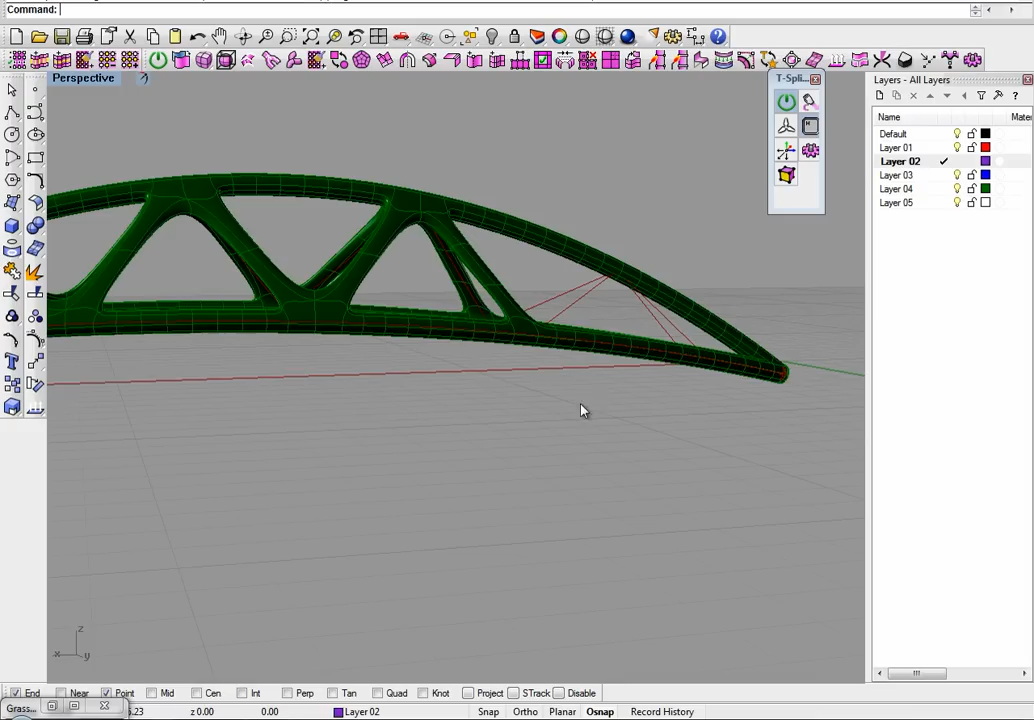 Command:
Perspective
T-Spli...
Layers - All Layers
Name Mater
Default
Layer 01
Layer 02
Layer 03
Layer 04
Layer 05
z
x y
End Near Point Mid Cen Int Perp Tan Quad Knot Project STrack Disable
Grass...
6.23 z 0.00 0.00 Layer 02 Snap Ortho Planar Osnap Record History